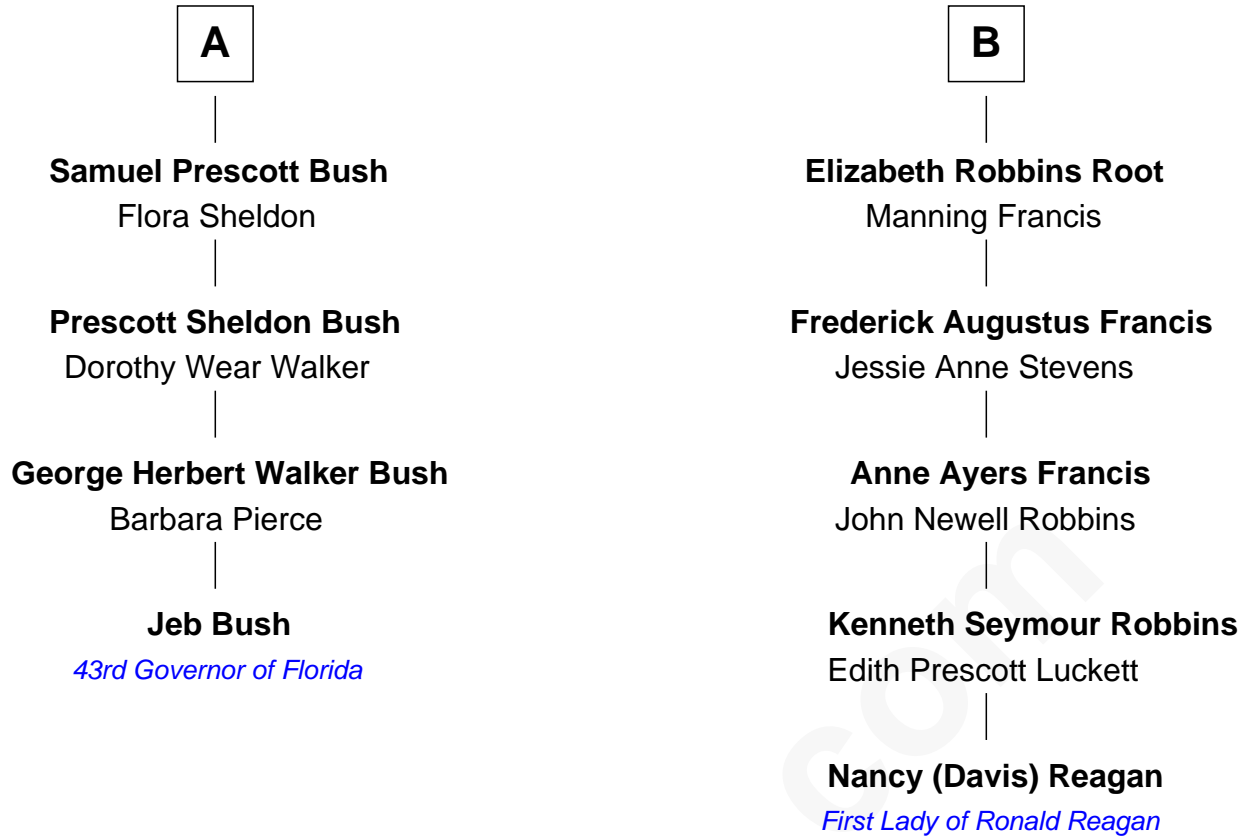 A
Samuel Prescott Bush
Flora Sheldon
Prescott Sheldon Bush
Dorothy Wear Walker
George Herbert Walker Bush
Barbara Pierce
Jeb Bush
43rd Governor of Florida
B
Elizabeth Robbins Root
Manning Francis
Frederick Augustus Francis
Jessie Anne Stevens
Anne Ayers Francis
John Newell Robbins
Kenneth Seymour Robbins
Edith Prescott Luckett
Nancy (Davis) Reagan
First Lady of Ronald Reagan
com